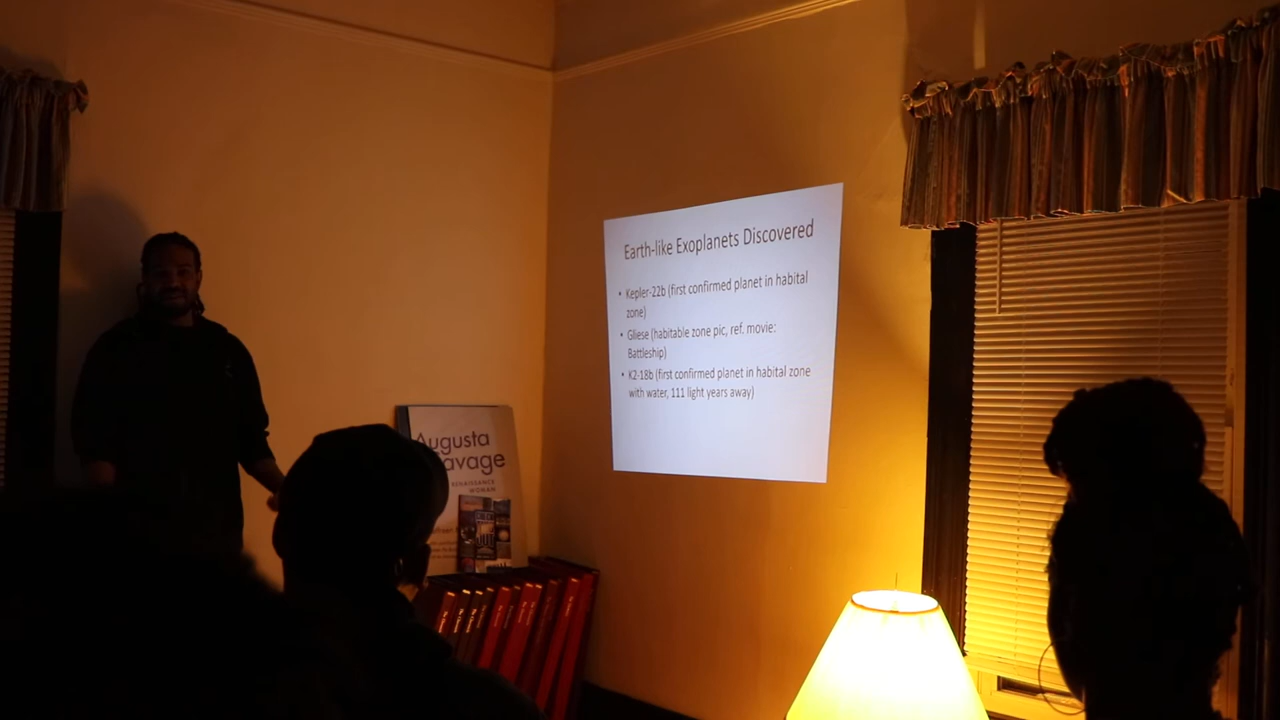 Earth-like Exoplanets Discovered
• Kepler-22b (first confirmed planet in habital
zone)
• Gliese (habitable zone pic, ref. movie:
Battleship)
• K2-18b (first confirmed planet in habital zone
with water, 111 light years away)
Augusta
avage
RENAISSANCE
WOMAN